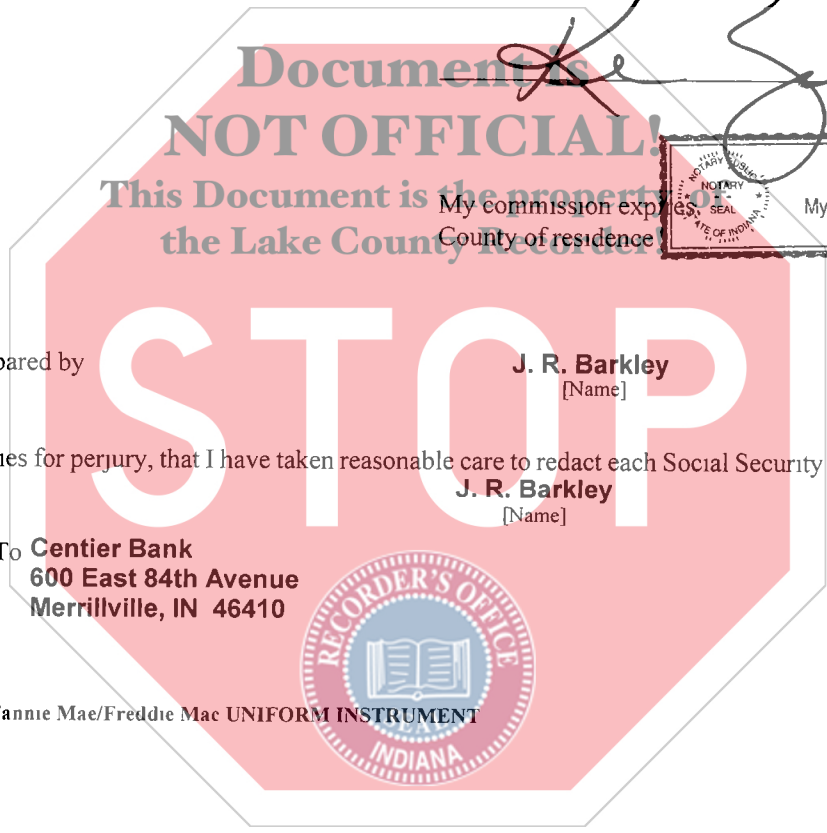 Document is
NOT OFFICIAL!
This Document is the property of
the Lake County Recorder!
My commission expires
County of residence
NOTARY PUBLIC
NOTARY
SEAL
STATE OF INDIANA
My
pared by
J. R. Barkley
[Name]
STOP
ies for perjury, that I have taken reasonable care to redact each Social Security
J. R. Barkley
[Name]
To Centier Bank
600 East 84th Avenue
Merrillville, IN 46410
RECORDER'S OFFICE
SEAL
INDIANA
annie Mae/Freddie Mac UNIFORM INSTRUMENT